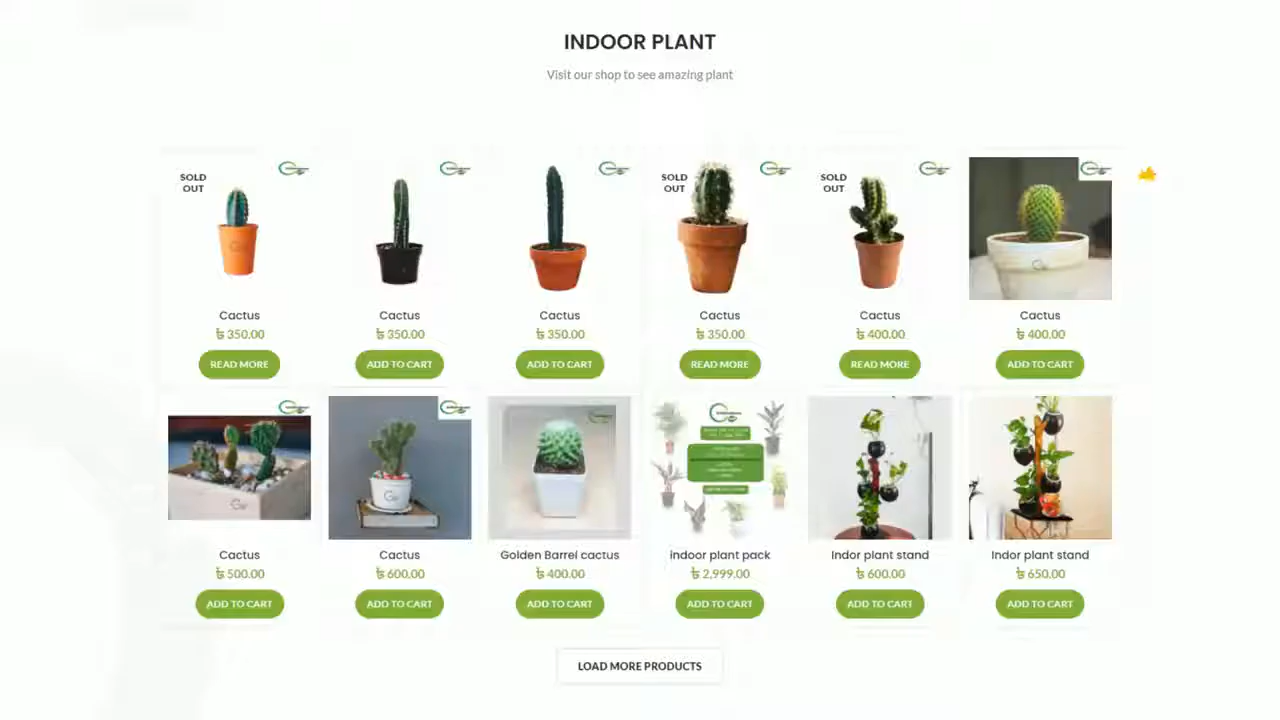 INDOOR PLANT
Visit our shop to see amazing plant
SOLD
OUT
SOLD
OUT
SOLD
OUT
Cactus
Cactus
Cactus
Cactus
Cactus
Cactus
৳ 350.00
৳ 350.00
৳ 350.00
৳ 350.00
৳ 400.00
৳ 400.00
READ MORE
ADD TO CART
ADD TO CART
READ MORE
READ MORE
ADD TO CART
Cactus
Cactus
Golden Barrel cactus
indoor plant pack
Indor plant stand
Indor plant stand
৳ 500.00
৳ 600.00
৳ 400.00
৳ 2,999.00
৳ 600.00
৳ 650.00
ADD TO CART
ADD TO CART
ADD TO CART
ADD TO CART
ADD TO CART
ADD TO CART
LOAD MORE PRODUCTS